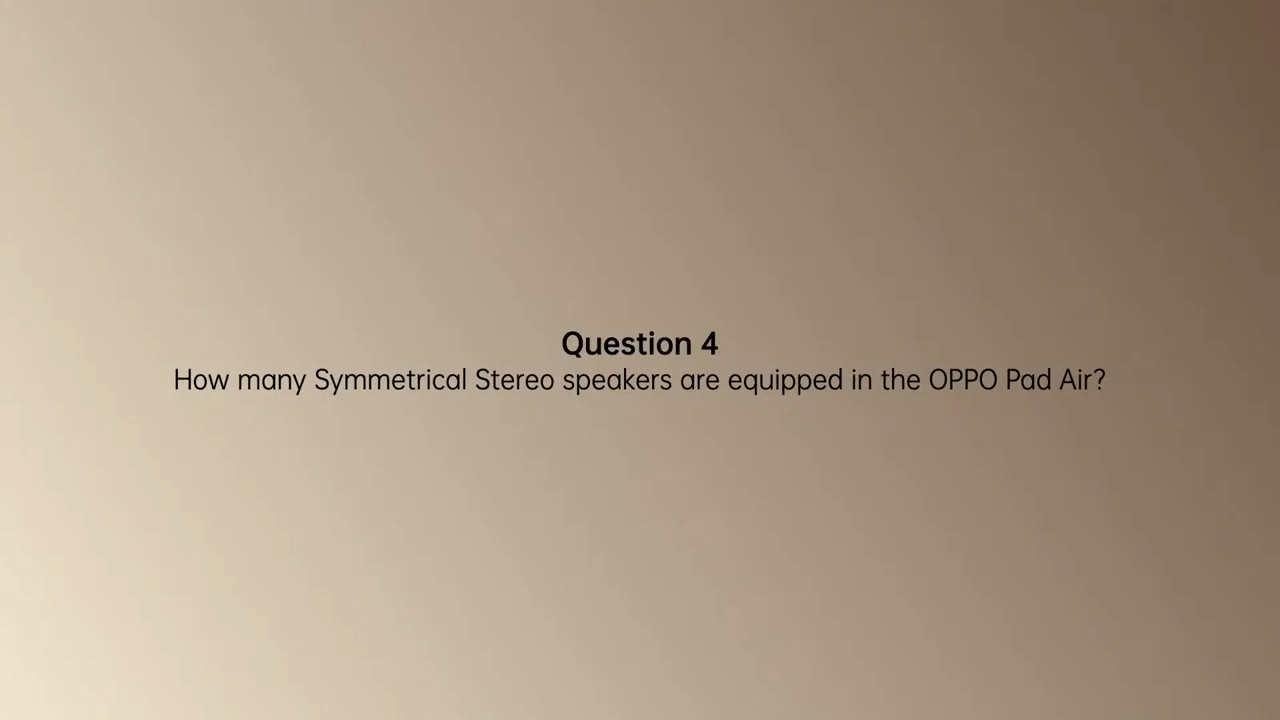 Question 4
How many Symmetrical Stereo speakers are equipped in the OPPO Pad Air?